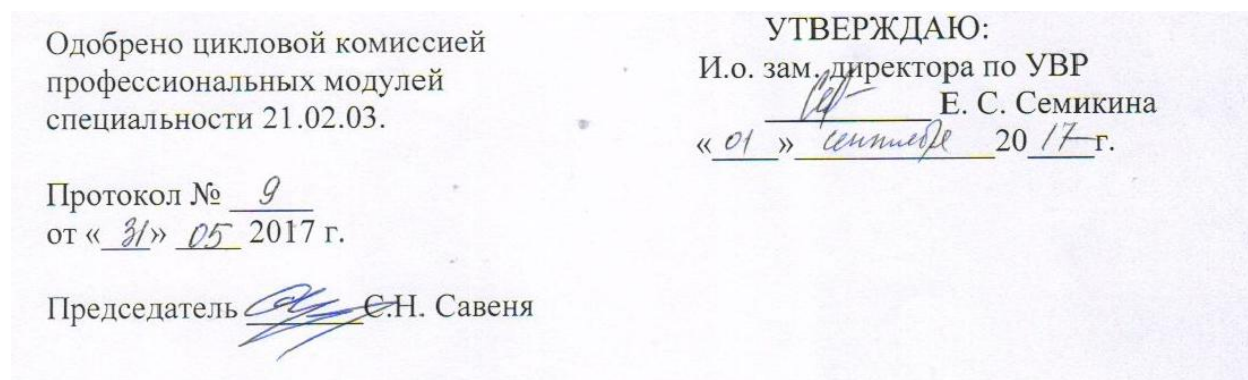 Одобрено цикловой комиссией
профессиональных модулей
специальности 21.02.03.
Протокол № 9
от «31» 05 2017 г.
Председатель С.Н. Савеня
УТВЕРЖДАЮ:
И.о. зам. директора по УВР
Е. С. Семикина
«01» сентября 2017 г.